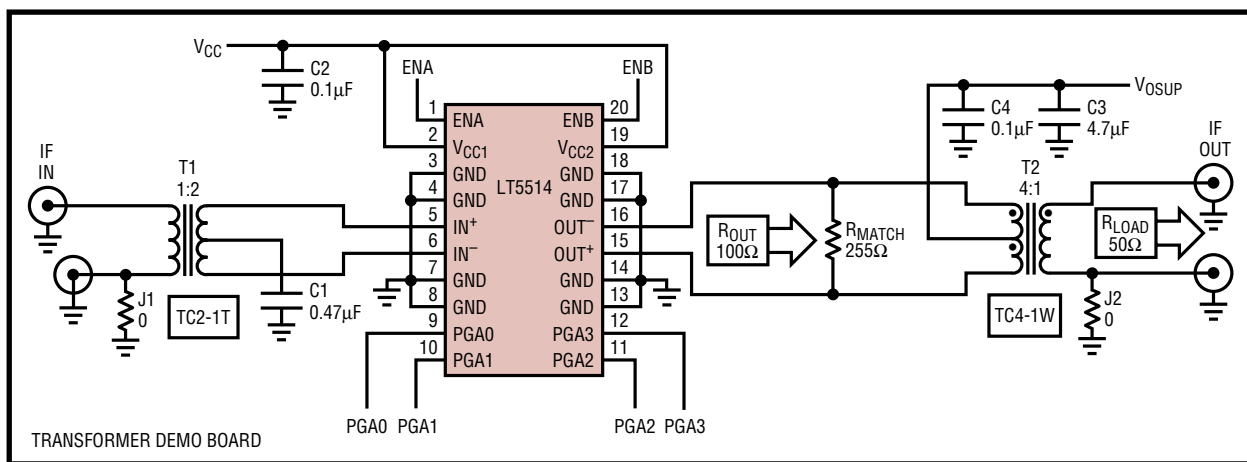 VCC
C2
0.1µF
ENA
ENB
VOSUP
C4
0.1µF
C3
4.7µF
IF
IN
T1
1:2
1
2
3
4
5
6
7
8
9
10
ENA
VCC1
GND
GND
IN+
IN−
GND
GND
PGA0
PGA1
LT5514
ENB
VCC2
GND
GND
OUT−
OUT+
GND
GND
PGA3
PGA2
20
19
18
17
16
15
14
13
12
11
ROUT
100Ω
RMATCH
255Ω
T2
4:1
IF
OUT
RLOAD
50Ω
J1
0
TC2-1T
C1
0.47µF
TC4-1W
J2
0
PGA0 PGA1
PGA2 PGA3
TRANSFORMER DEMO BOARD